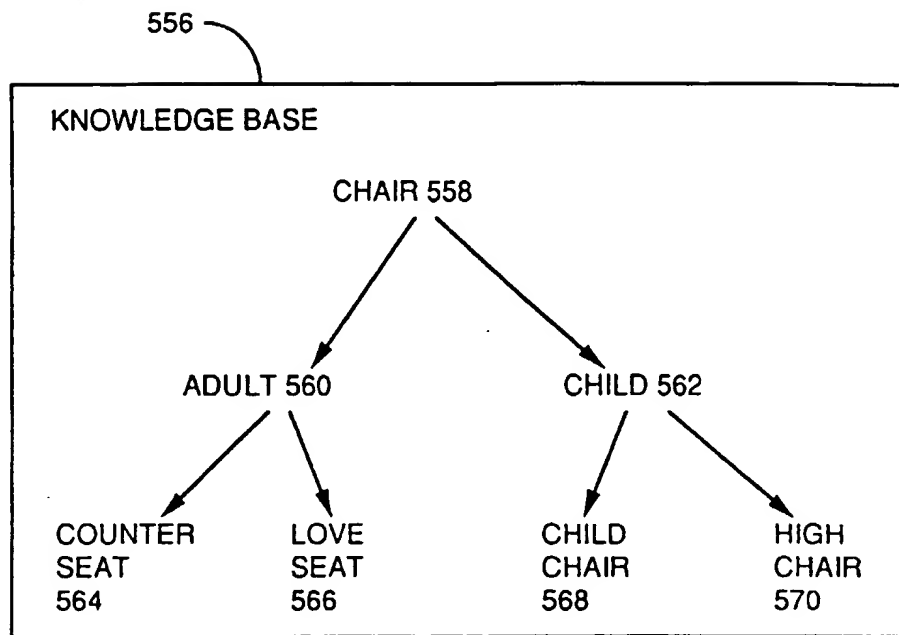 556
KNOWLEDGE BASE
CHAIR 558
ADULT 560
CHILD 562
COUNTER
SEAT
564
LOVE
SEAT
566
CHILD
CHAIR
568
HIGH
CHAIR
570